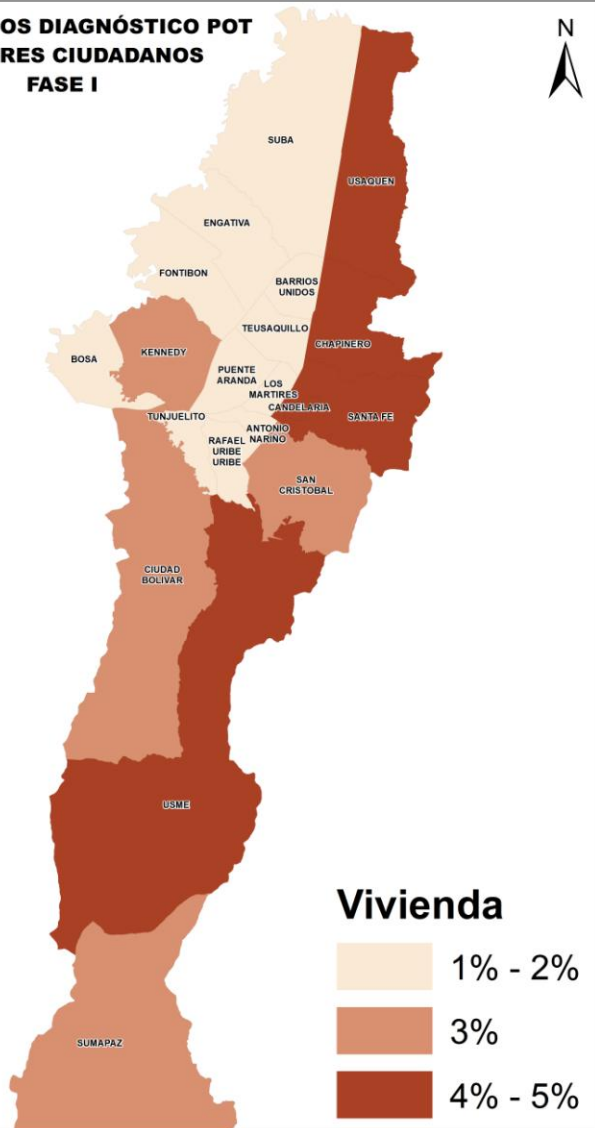 OS DIAGNÓSTICO POT
RES CIUDADANOS
FASE I
N
SUBA
USAQUEN
ENGATIVA
FONTIBON
BARRIOS
UNIDOS
TEUSAQUILLO
CHAPINERO
KENNEDY
BOSA
PUENTE
ARANDA
LOS
MARTIRES
CANDELARIA
TUNJUELITO
SANTA FE
ANTONIO
NARIÑO
RAFAEL
URIBE
URIBE
SAN
CRISTOBAL
CIUDAD
BOLIVAR
USME
SUMAPAZ
Vivienda
1% - 2%
3%
4% - 5%